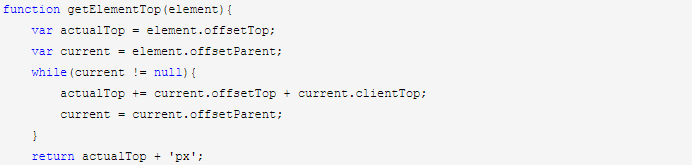 function getElementTop(element){
    var actualTop = element.offsetTop;
    var current = element.offsetParent;
    while(current != null){
        actualTop += current.offsetTop + current.clientTop;
        current = current.offsetParent;
    }
    return actualTop + 'px';